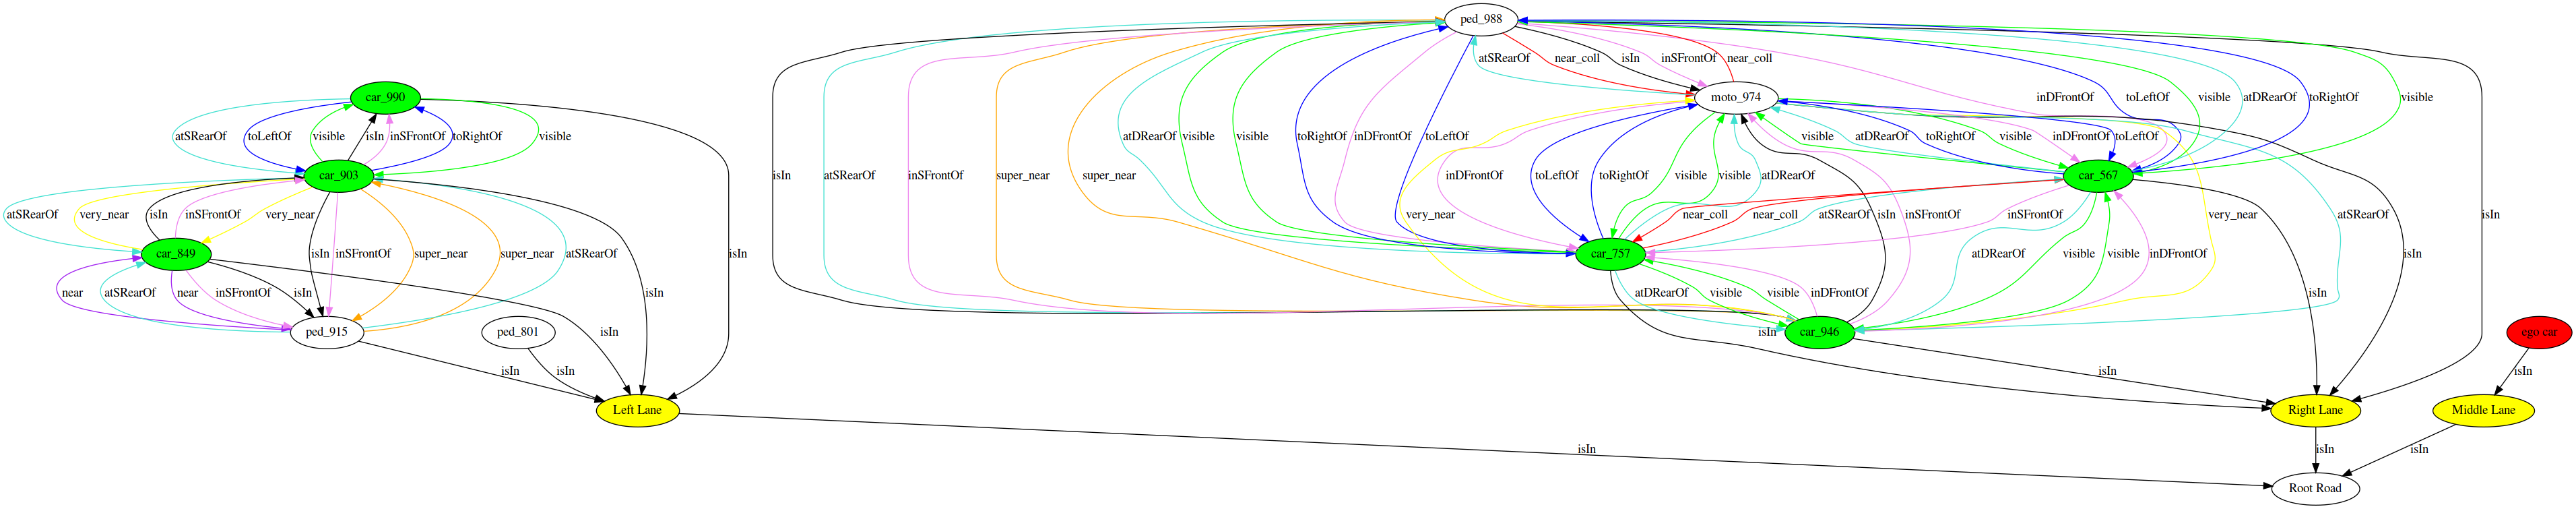 ped_988
atSRearOf near_coll isIn inSFrontOf near_coll
car_990 moto_974 inDFrontOf toLeftOf visible atDRearOf toRightOf visible
atSRearOf toLeftOf visible isIn inSFrontOf toRightOf visible atDRearOf visible visible toRightOf inDFrontOf toLeftOf visible atDRearOf toRightOf visible inDFrontOf toLeftOf
car_903 isIn atSRearOf inSFrontOf super_near super_near inDFrontOf toLeftOf toRightOf visible visible atDRearOf car_567
atSRearOf very_near isIn inSFrontOf very_near very_near near_coll near_coll atSRearOf isIn inSFrontOf inSFrontOf very_near atSRearOf isIn
car_849 isIn inSFrontOf super_near super_near atSRearOf isIn car_757 atDRearOf visible visible inDFrontOf isIn
near atSRearOf near inSFrontOf isIn isIn atDRearOf visible visible inDFrontOf isIn
ped_915 ped_801 isIn isIn car_946 ego car
isIn isIn isIn isIn
Left Lane Right Lane Middle Lane
isIn isIn isIn
Root Road